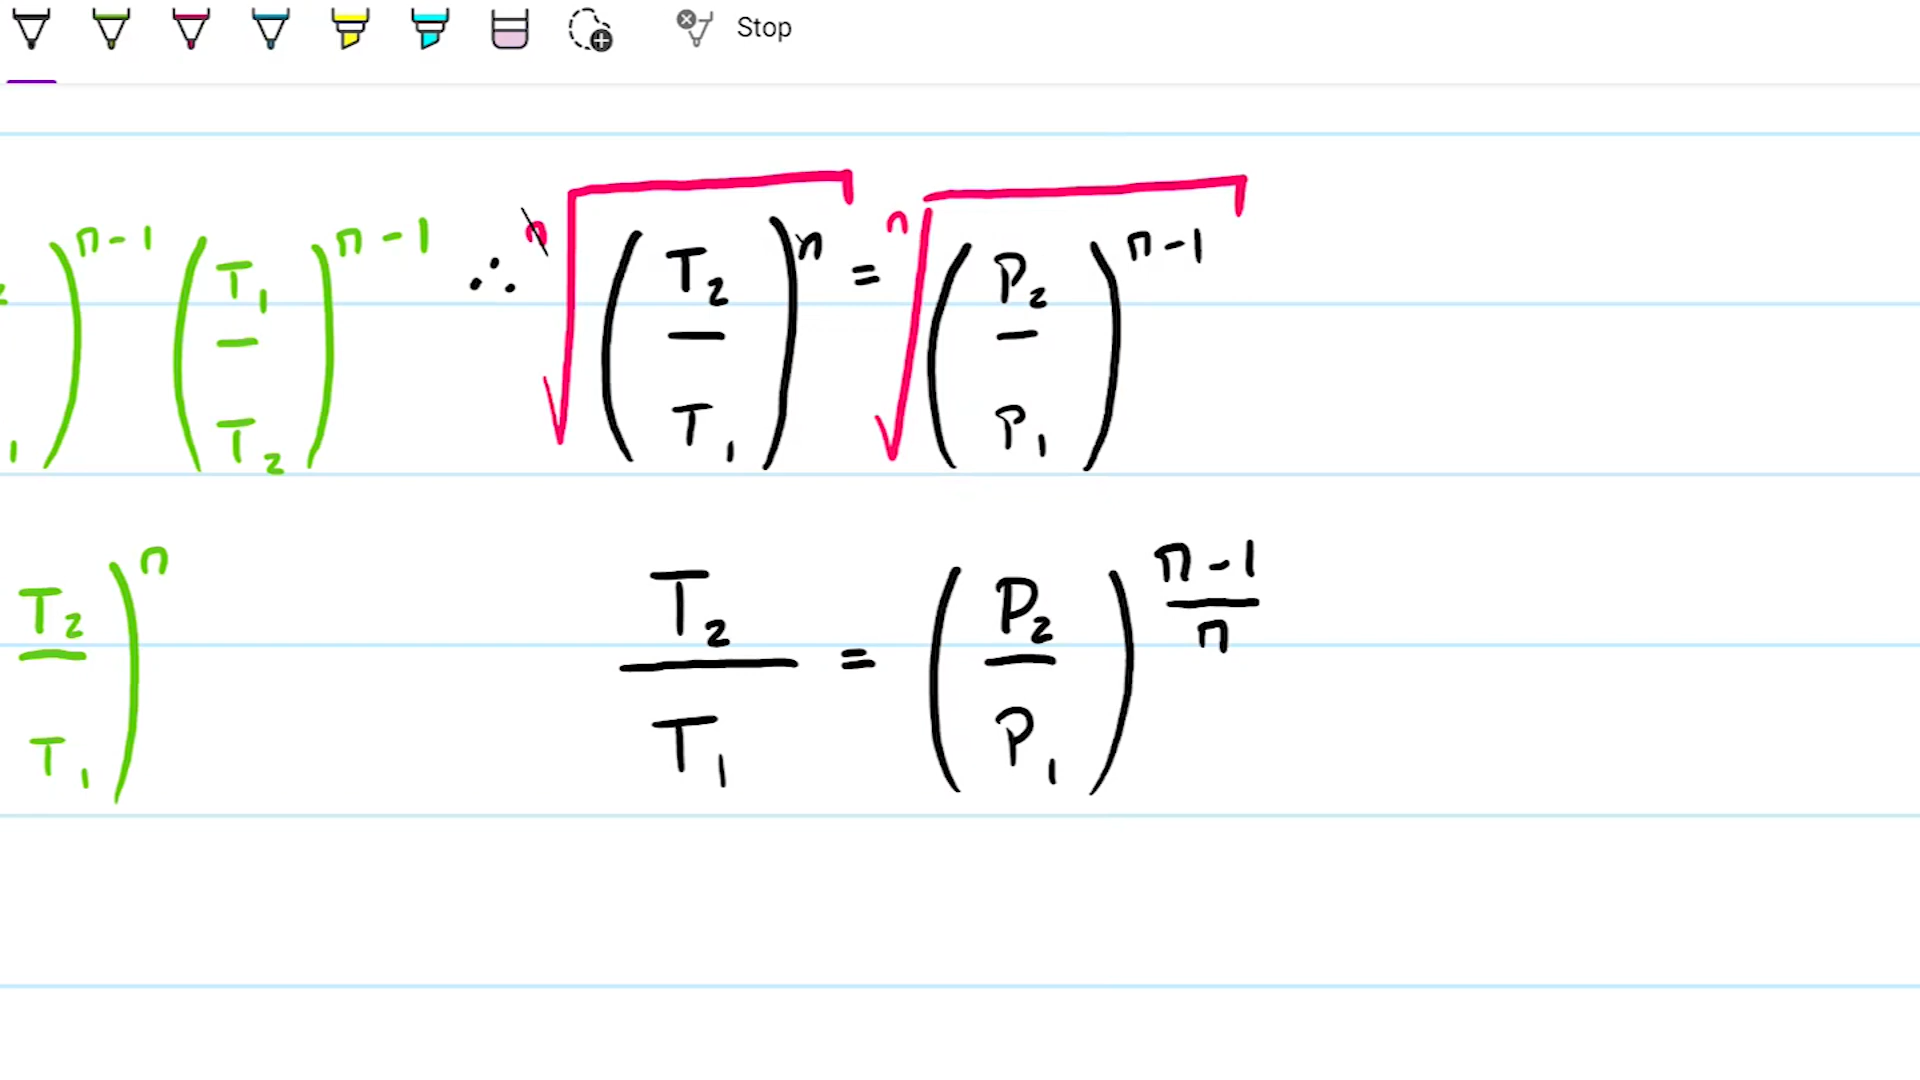 Stop
)^{n-1} (T₁/T₂)^{n-1} ∴ ⁿ√(T₂/T₁)^n = ⁿ√(P₂/P₁)^{n-1}
T₂/T₁)^n
T₂/T₁ = (P₂/P₁)^{(n-1)/n}